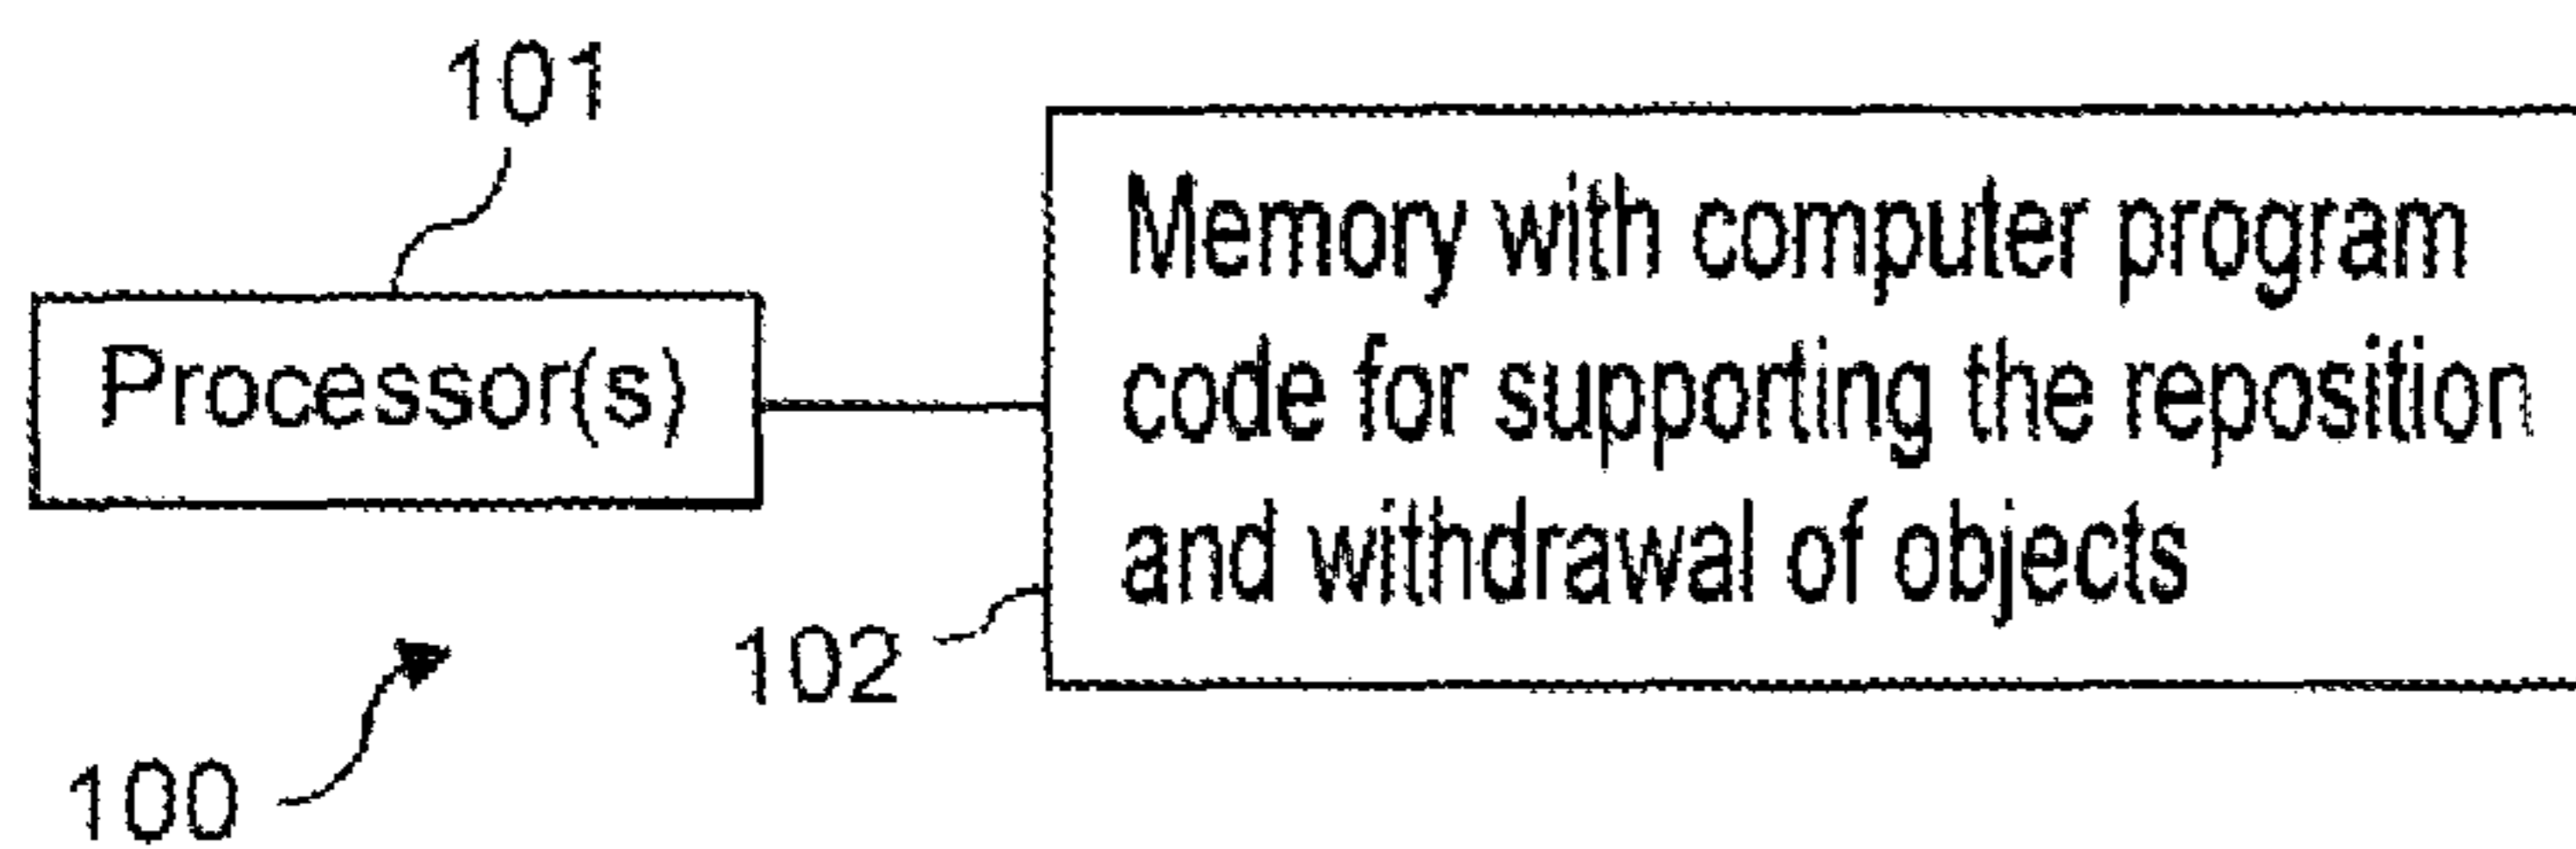 101
Processor(s)
Memory with computer program
code for supporting the reposition
and withdrawal of objects
102
100